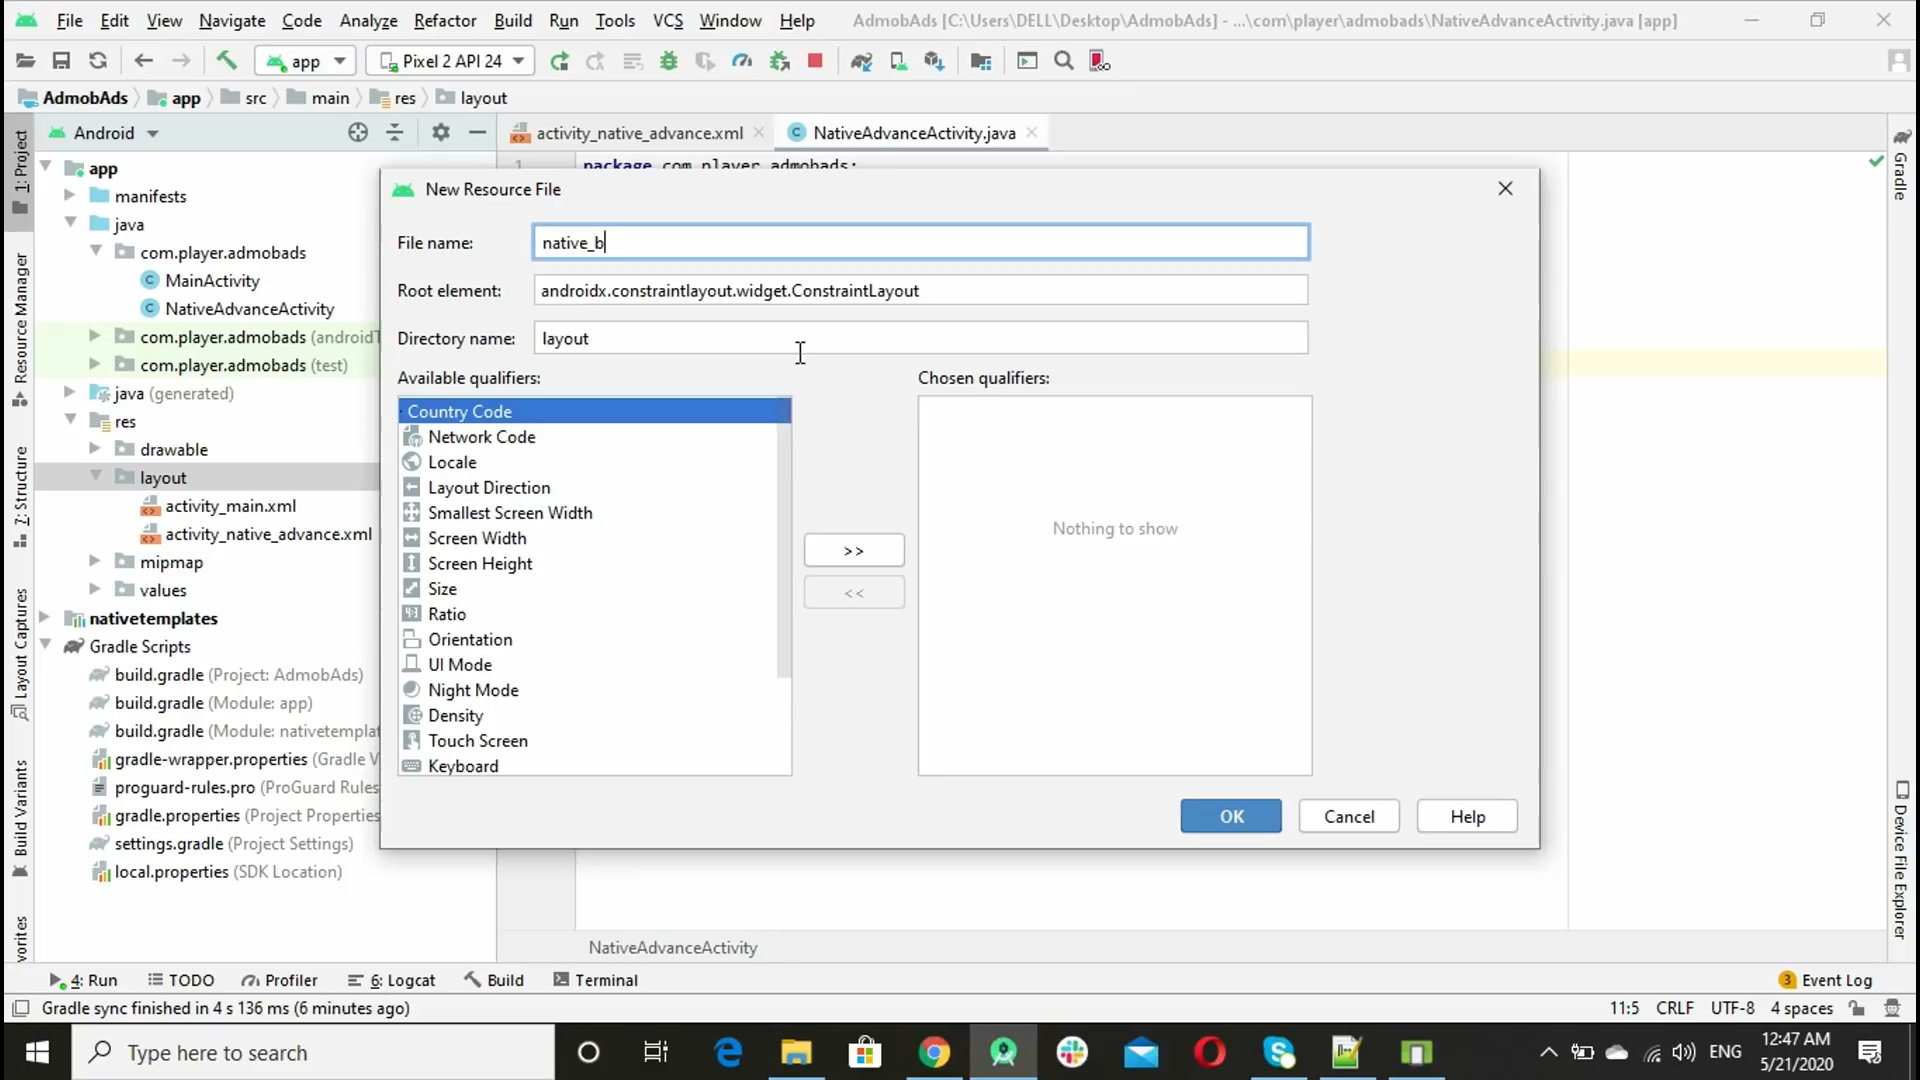 File Edit View Navigate Code Analyze Refactor Build Run Tools VCS Window Help AdmobAds [C:\Users\DELL\Desktop\AdmobAds] - ...\com\player\admobads\NativeAdvanceActivity.java [app]
app Pixel 2 API 24
AdmobAds app src main res layout
Android
activity_native_advance.xml NativeAdvanceActivity.java
1 package com.player.admobads;
1: Project
Resource Manager
7: Structure
Layout Captures
Build Variants
vorites
app
manifests
java
com.player.admobads
MainActivity
NativeAdvanceActivity
com.player.admobads (androidT
com.player.admobads (test)
java (generated)
res
drawable
layout
activity_main.xml
activity_native_advance.xml
mipmap
values
nativetemplates
Gradle Scripts
build.gradle (Project: AdmobAds)
build.gradle (Module: app)
build.gradle (Module: nativetemplat
gradle-wrapper.properties (Gradle V
proguard-rules.pro (ProGuard Rules
gradle.properties (Project Properties
settings.gradle (Project Settings)
local.properties (SDK Location)
New Resource File
File name: native_b
Root element: androidx.constraintlayout.widget.ConstraintLayout
Directory name: layout
Available qualifiers: Chosen qualifiers:
Country Code
Network Code
Locale
Layout Direction
Smallest Screen Width
Screen Width
Screen Height
Size
Ratio
Orientation
UI Mode
Night Mode
Density
Touch Screen
Keyboard
>>
<<
Nothing to show
OK Cancel Help
Gradle
Device File Explorer
NativeAdvanceActivity
4: Run TODO Profiler 6: Logcat Build Terminal 3 Event Log
Gradle sync finished in 4 s 136 ms (6 minutes ago) 11:5 CRLF UTF-8 4 spaces
Type here to search ENG 12:47 AM
5/21/2020